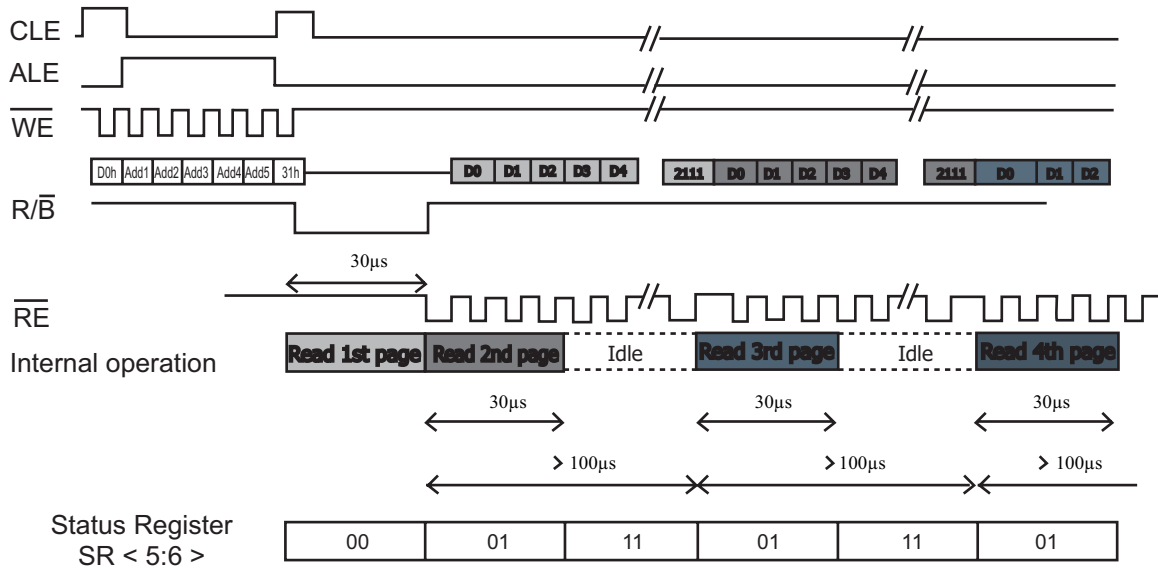 CLE
ALE
WE
D0h Add1 Add2 Add3 Add4 Add5 31h D0 D1 D2 D3 D4 2111 D0 D1 D2 D3 D4 2111 D0 D1 D2
R/B
30µs
RE
Internal operation Read 1st page Read 2nd page Idle Read 3rd page Idle Read 4th page
30µs 30µs 30µs
> 100µs > 100µs > 100µs
Status Register
SR < 5:6 > 00 01 11 01 11 01